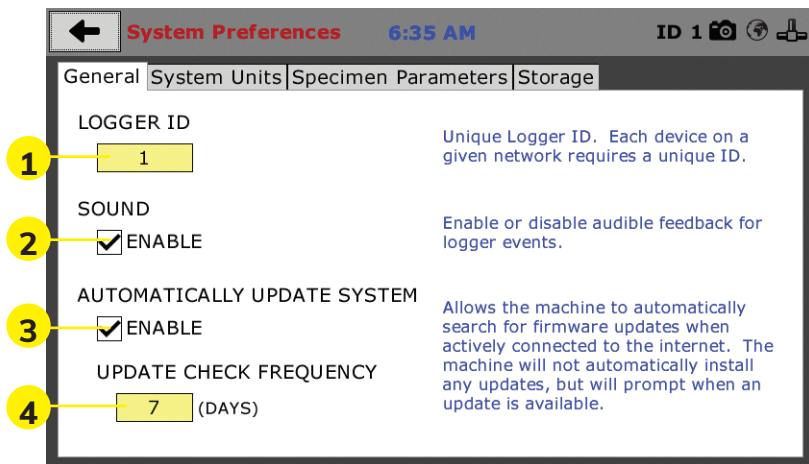 System Preferences 6:35 AM ID 1
General System Units Specimen Parameters Storage
LOGGER ID
1
1
Unique Logger ID. Each device on a
given network requires a unique ID.
SOUND
2
ENABLE
Enable or disable audible feedback for
logger events.
AUTOMATICALLY UPDATE SYSTEM
3
ENABLE
Allows the machine to automatically
search for firmware updates when
actively connected to the internet. The
machine will not automatically install
any updates, but will prompt when an
update is available.
UPDATE CHECK FREQUENCY
4
7 (DAYS)